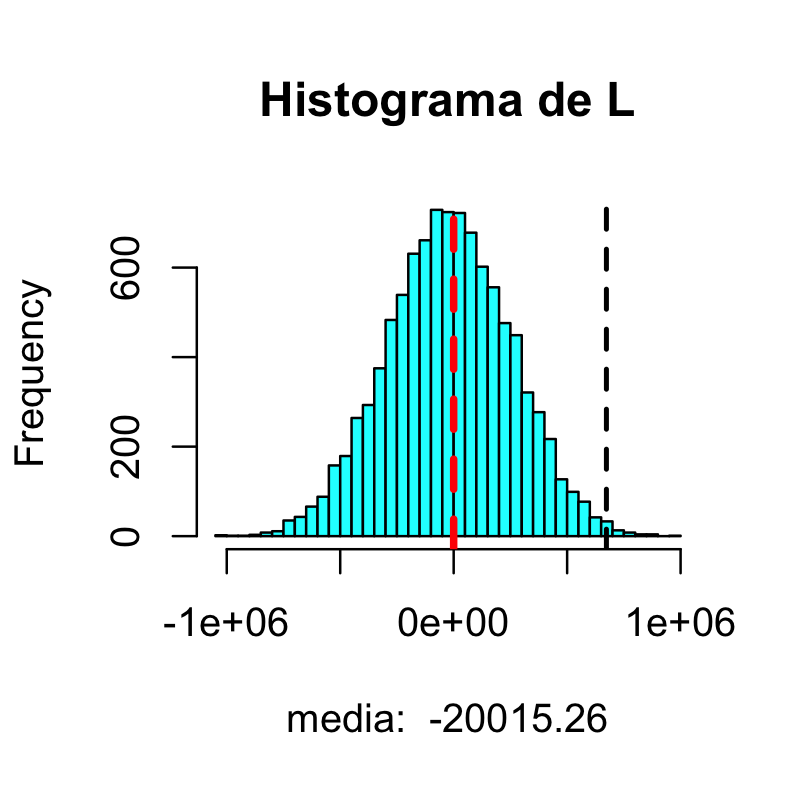 Histograma de L
Frequency
600
200
0
-1e+06 0e+00 1e+06
media: -20015.26